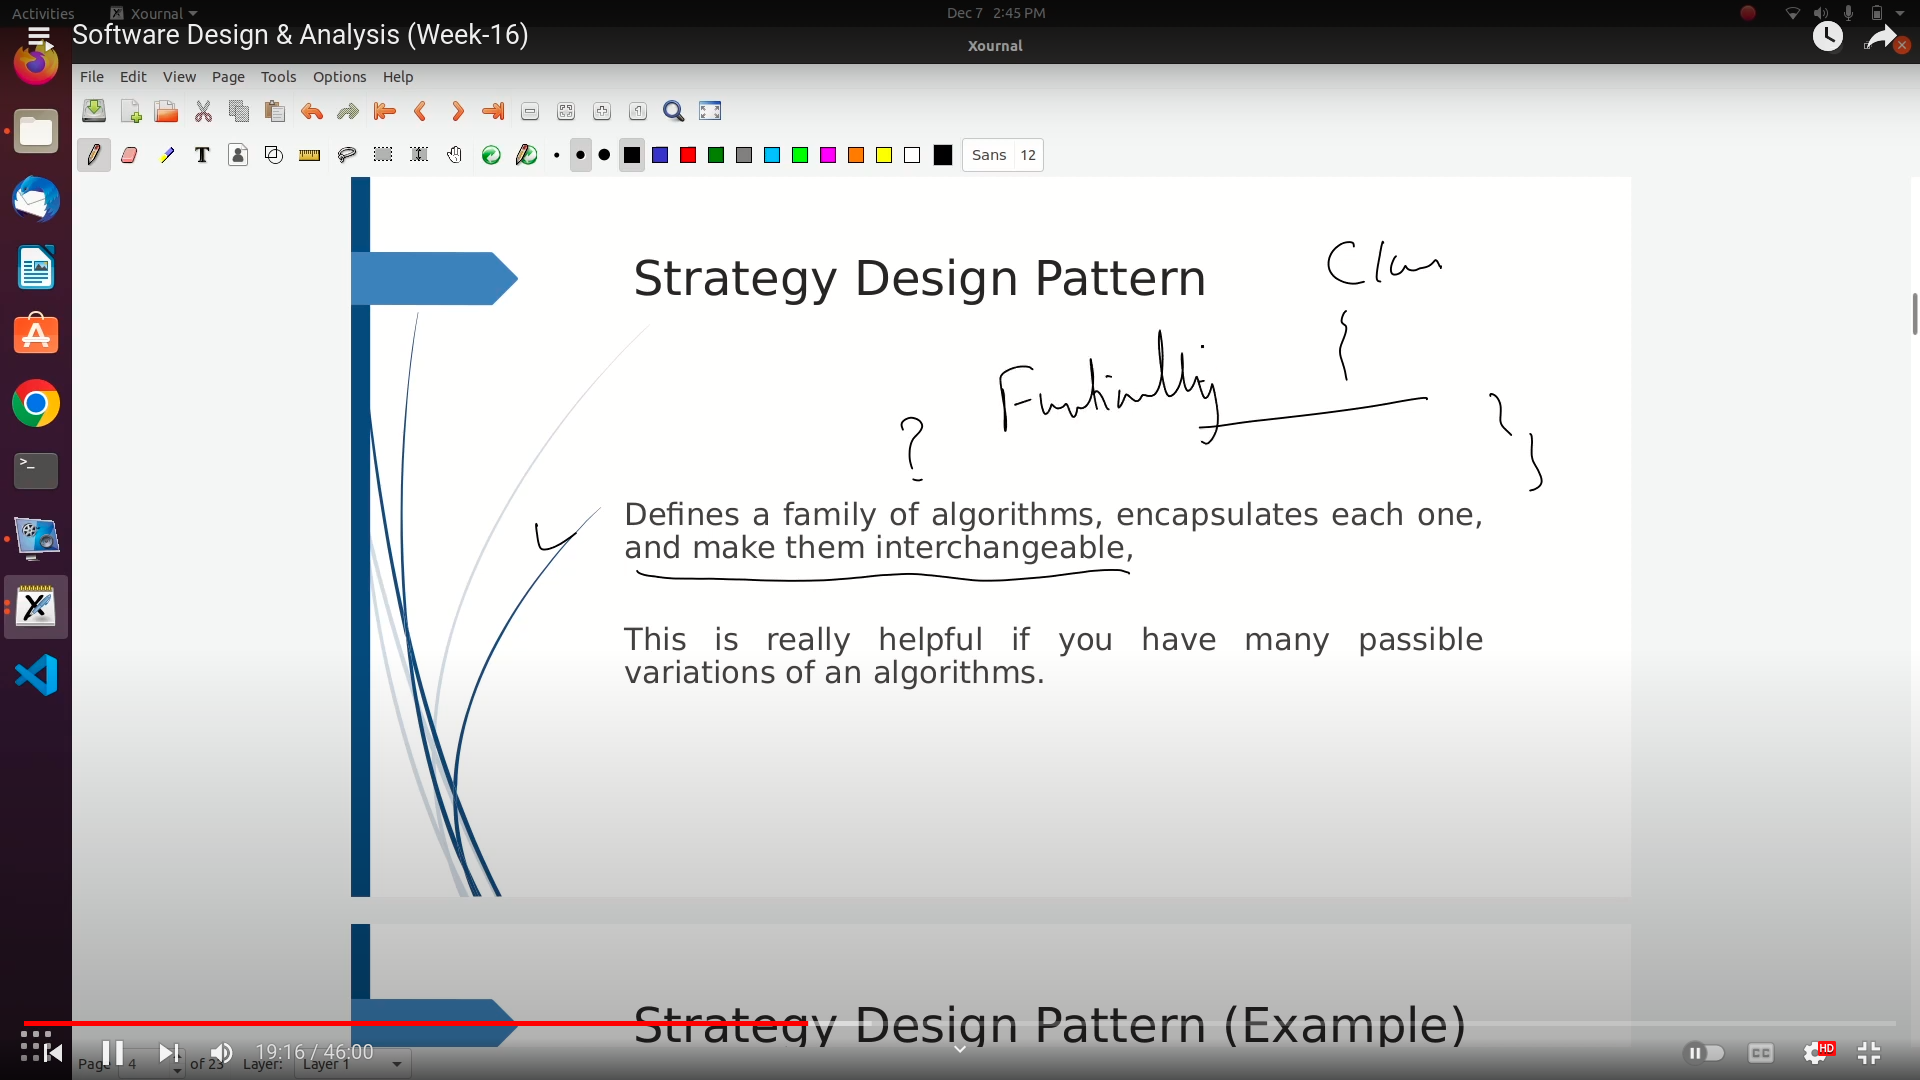 Activities Xournal Dec 7 2:45 PM
Software Design & Analysis (Week-16)
Xournal
File Edit View Page Tools Options Help
T Sans 12
Strategy Design Pattern
?
Defines a family of algorithms, encapsulates each one,
and make them interchangeable,
This is really helpful if you have many passible
variations of an algorithms.
Strategy Design Pattern (Example)
19:16 / 46:00
CC HD
Page 4 of 23 Layer: Layer 1